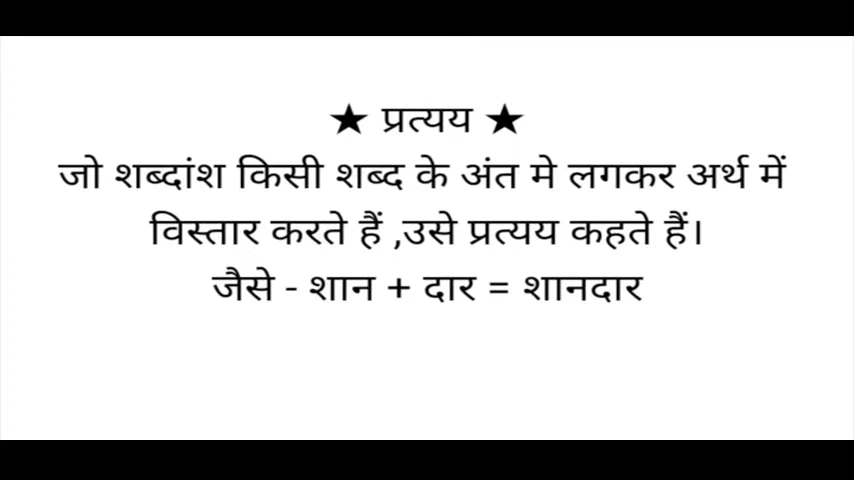 ★ प्रत्यय ★
जो शब्दांश किसी शब्द के अंत मे लगकर अर्थ में
विस्तार करते हैं ,उसे प्रत्यय कहते हैं।
जैसे - शान + दार = शानदार